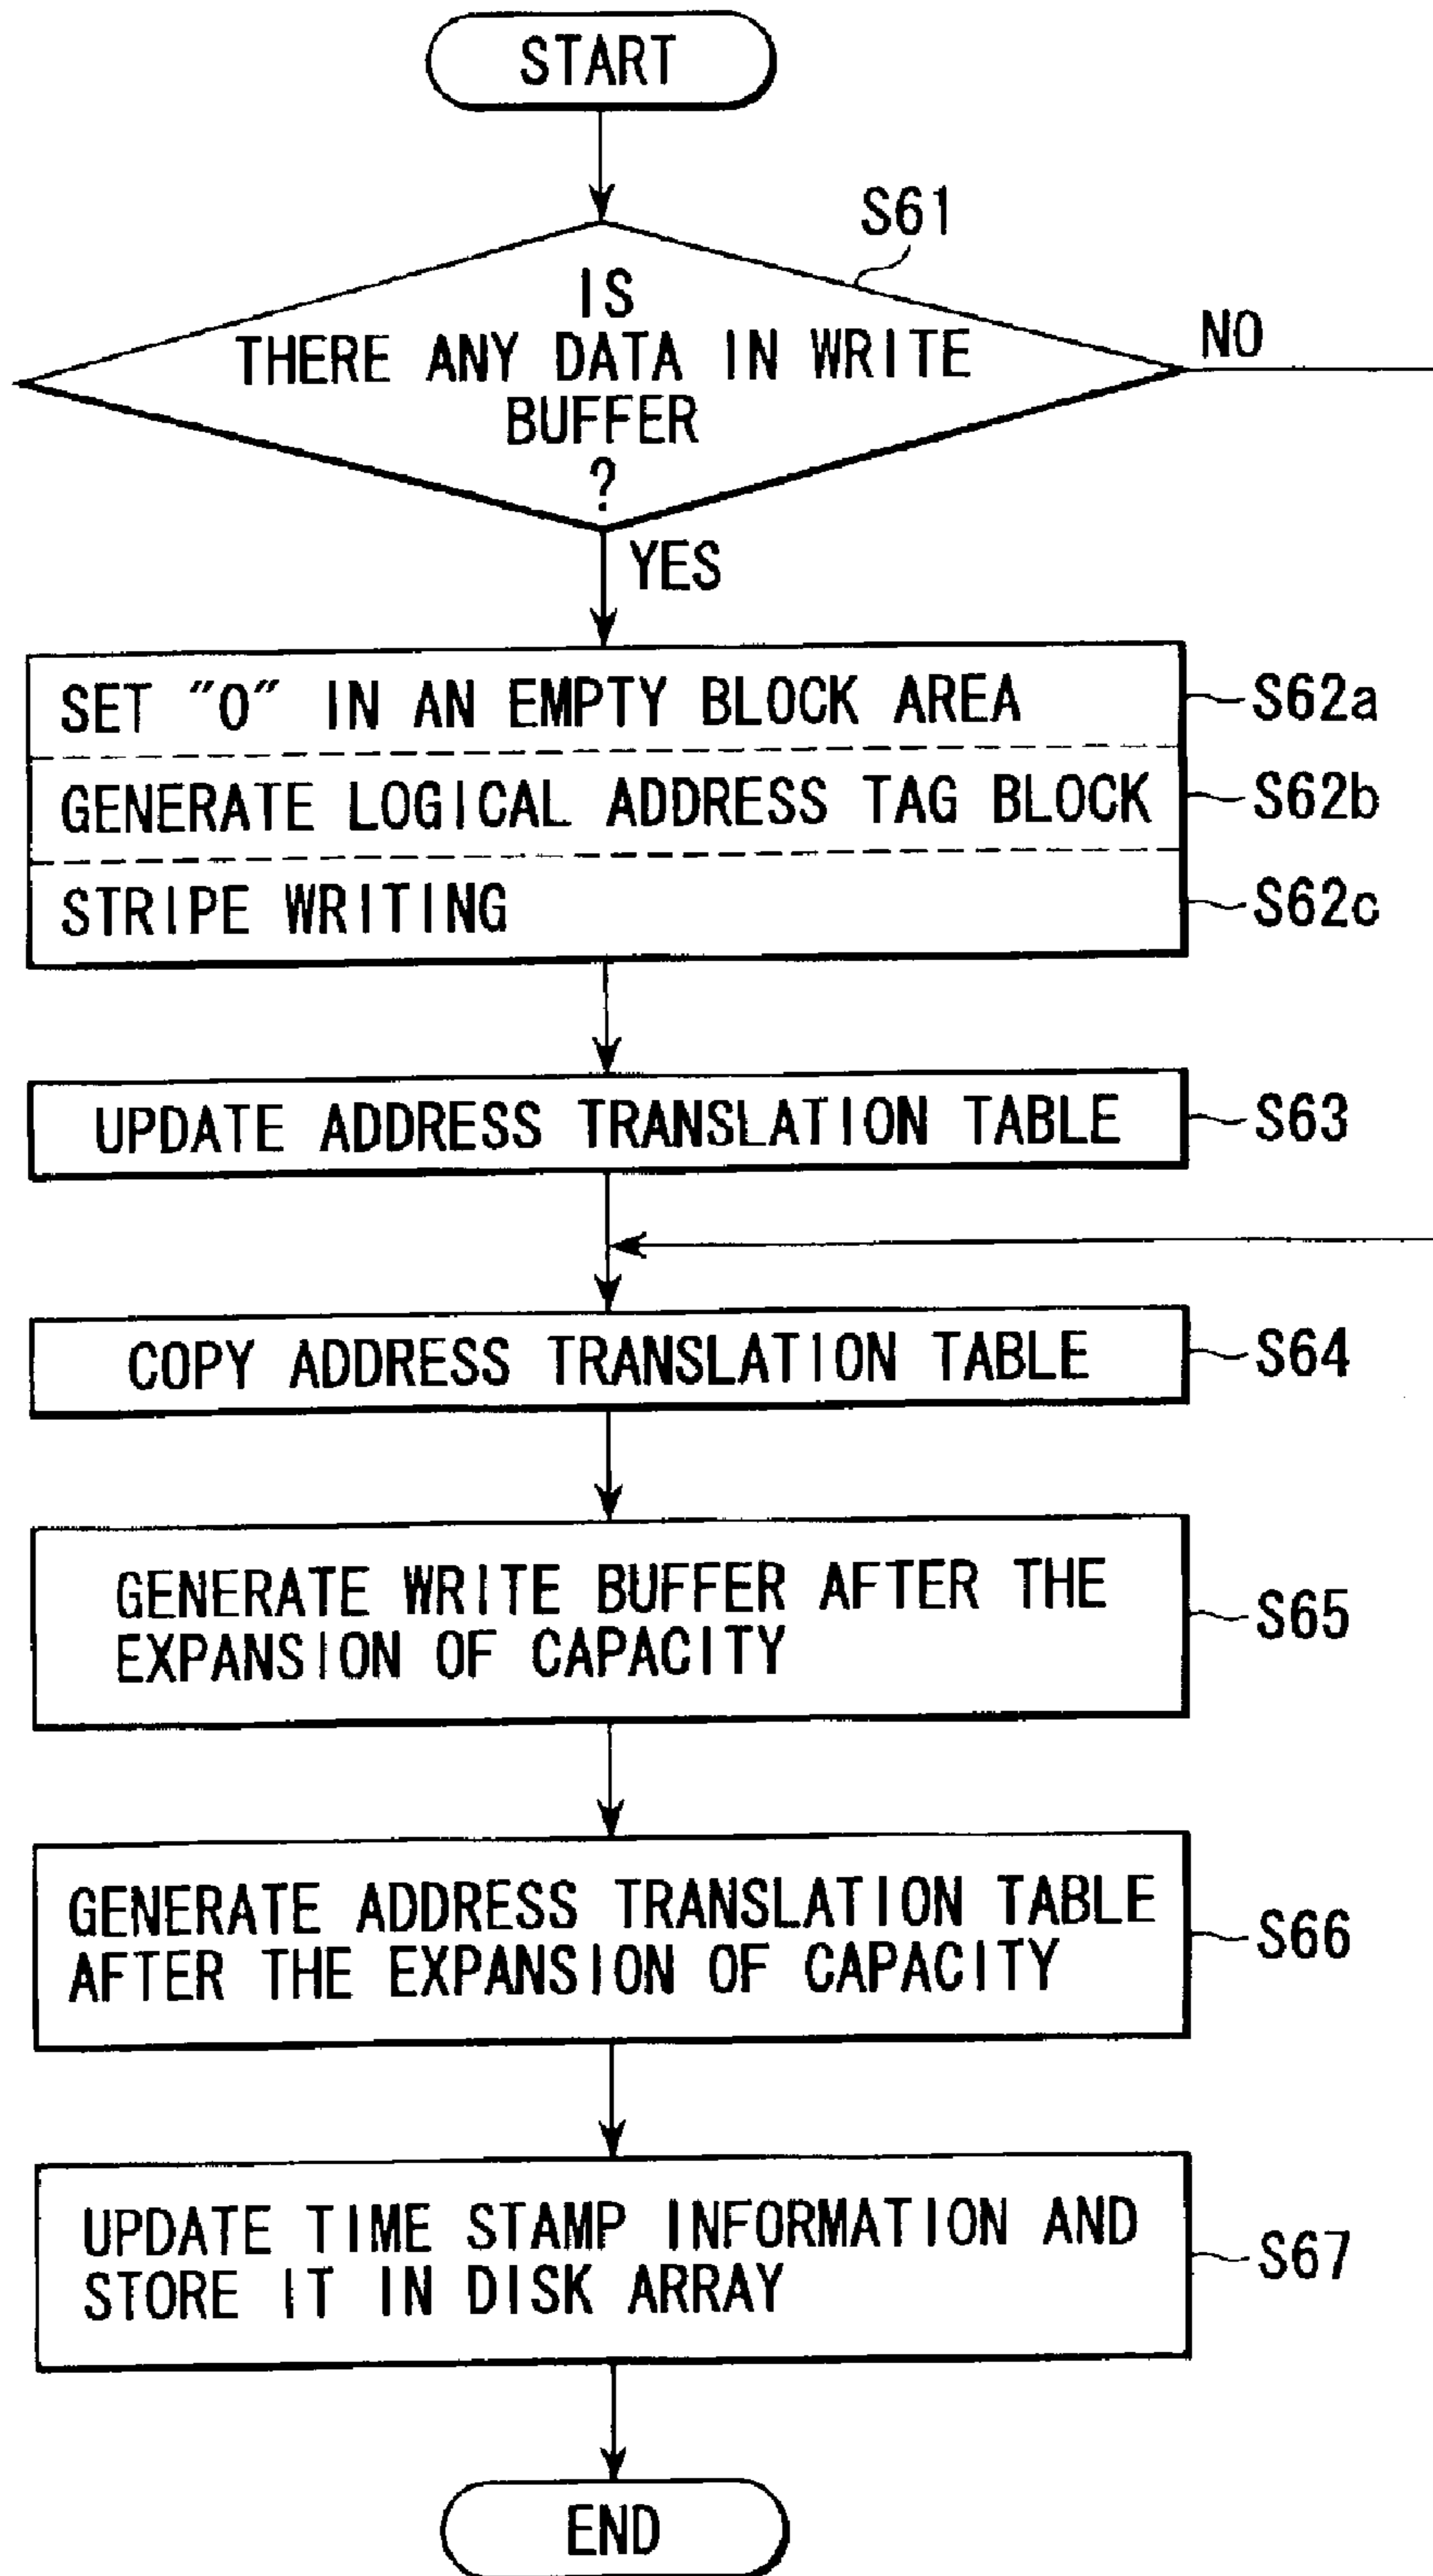 START
S61
IS
THERE ANY DATA IN WRITE
BUFFER
?
NO
YES
SET "0" IN AN EMPTY BLOCK AREA
S62a
GENERATE LOGICAL ADDRESS TAG BLOCK
S62b
STRIPE WRITING
S62c
UPDATE ADDRESS TRANSLATION TABLE
S63
COPY ADDRESS TRANSLATION TABLE
S64
GENERATE WRITE BUFFER AFTER THE
EXPANSION OF CAPACITY
S65
GENERATE ADDRESS TRANSLATION TABLE
AFTER THE EXPANSION OF CAPACITY
S66
UPDATE TIME STAMP INFORMATION AND
STORE IT IN DISK ARRAY
S67
END